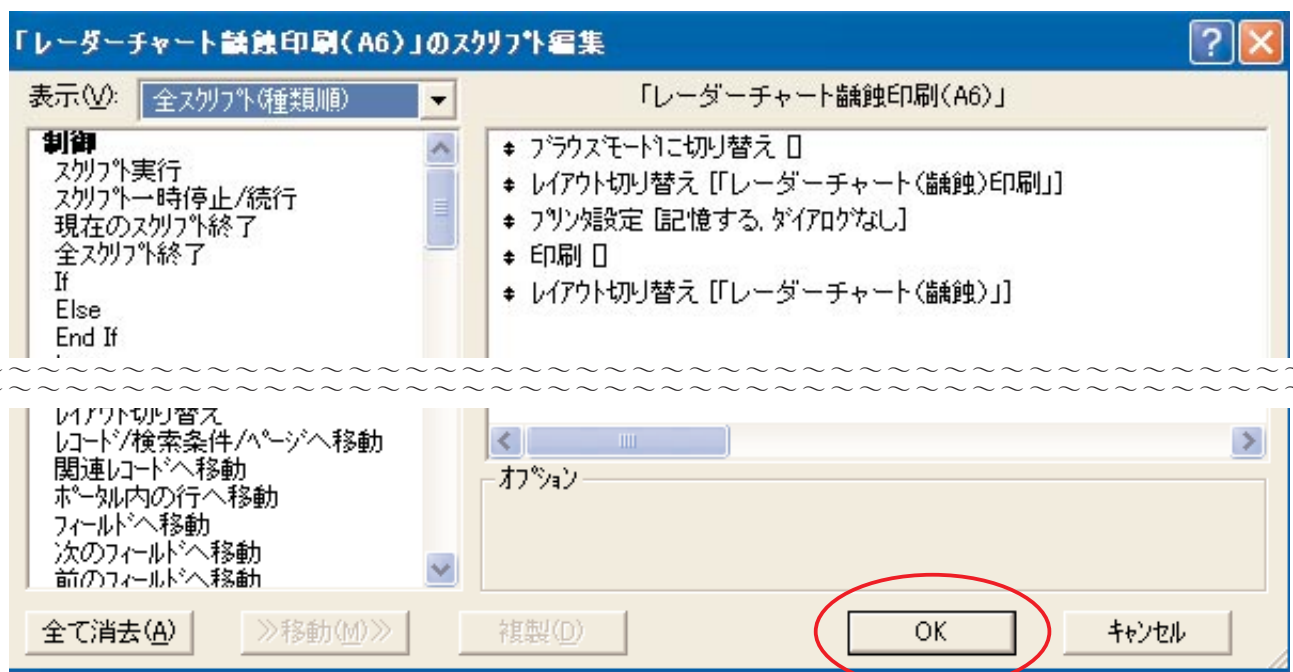 「レーダーチャート齲蝕印刷(A6)」のスクリプト編集
表示(V):
全スクリプト(種類順)
「レーダーチャート齲蝕印刷(A6)」
制御
スクリプト実行
スクリプト一時停止/続行
現在のスクリプト終了
全スクリプト終了
If
Else
End If
ブラウズモードに切り替え []
レイアウト切り替え [「レーダーチャート(齲蝕)印刷」]
プリンタ設定 [記憶する, ダイアログなし]
印刷 []
レイアウト切り替え [「レーダーチャート(齲蝕)」]
レイアウト切り替え
レコード/検索条件/ページへ移動
関連レコードへ移動
ポータル内の行へ移動
フィールドへ移動
次のフィールドへ移動
前のフィールドへ移動
オプション
全て消去(A)
≫移動(M)≫
複製(D)
OK
キャンセル